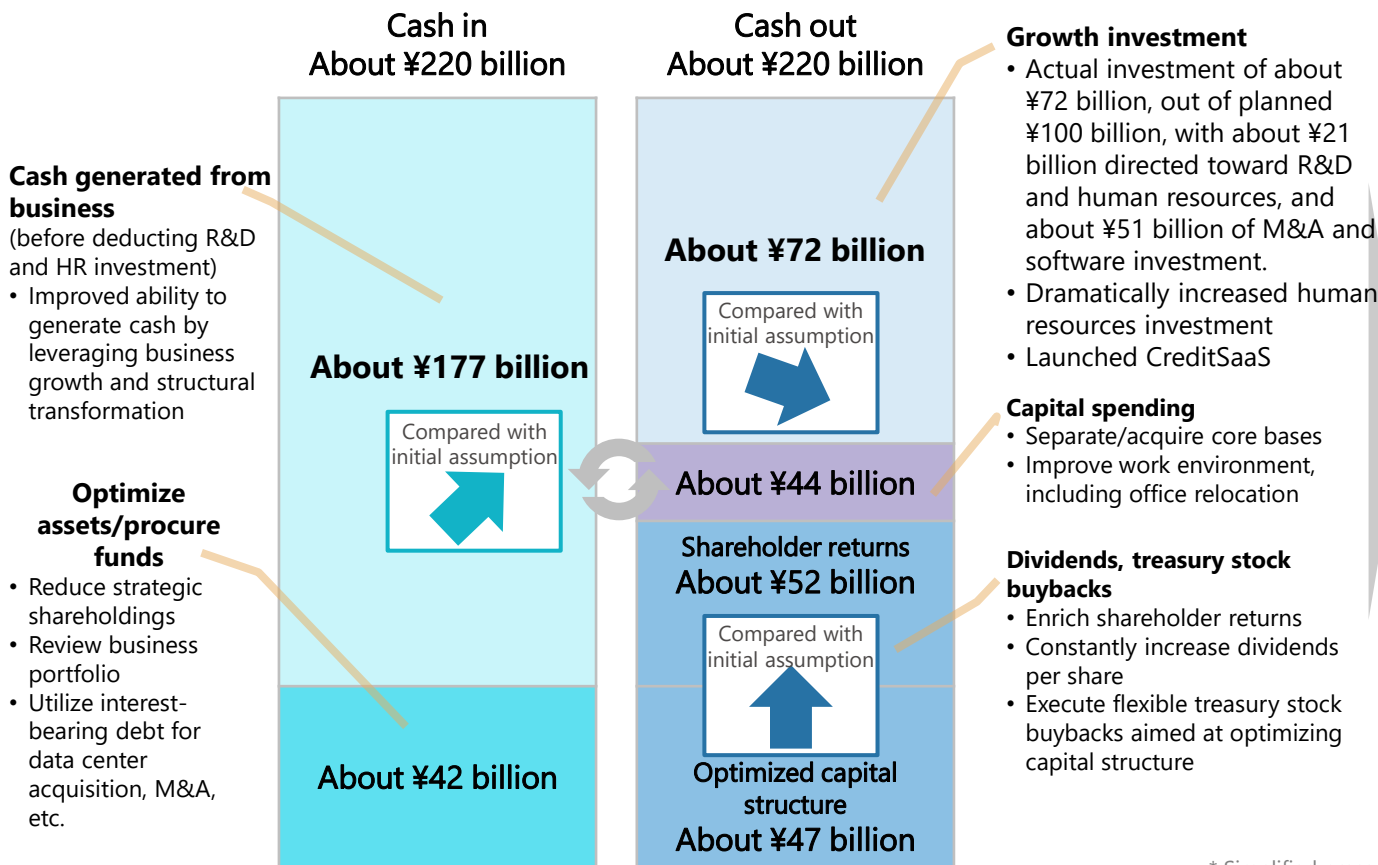 Cash in
About ¥220 billion
Cash out
About ¥220 billion
Cash generated from
business
(before deducting R&D
and HR investment)
• Improved ability to
generate cash by
leveraging business
growth and structural
transformation
Optimize
assets/procure
funds
• Reduce strategic
shareholdings
• Review business
portfolio
• Utilize interest-
bearing debt for
data center
acquisition, M&A,
etc.
About ¥177 billion
Compared with
initial assumption
About ¥42 billion
About ¥72 billion
Compared with
initial assumption
About ¥44 billion
Shareholder returns
About ¥52 billion
Compared with
initial assumption
Optimized capital
structure
About ¥47 billion
Growth investment
• Actual investment of about
¥72 billion, out of planned
¥100 billion, with about ¥21
billion directed toward R&D
and human resources, and
about ¥51 billion of M&A and
software investment.
• Dramatically increased human
resources investment
• Launched CreditSaaS
Capital spending
• Separate/acquire core bases
• Improve work environment,
including office relocation
Dividends, treasury stock
buybacks
• Enrich shareholder returns
• Constantly increase dividends
per share
• Execute flexible treasury stock
buybacks aimed at optimizing
capital structure